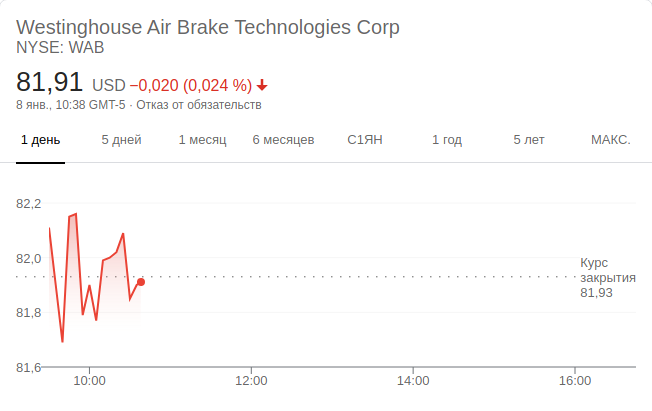 Westinghouse Air Brake Technologies Corp
NYSE: WAB
81,91 USD −0,020 (0,024 %)
8 янв., 10:38 GMT-5 · Отказ от обязательств
1 день 5 дней 1 месяц 6 месяцев С1ЯН 1 год 5 лет МАКС.
82,2
82,0
81,8
81,6
Курс
закрытия
81,93
10:00 12:00 14:00 16:00